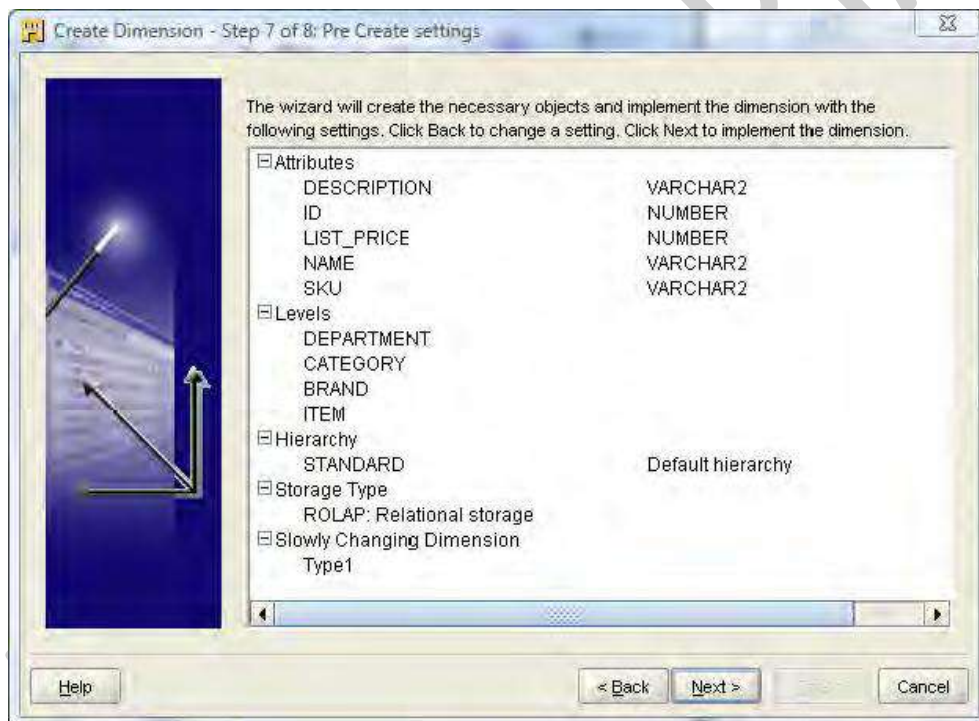 Create Dimension - Step 7 of 8: Pre Create settings
The wizard will create the necessary objects and implement the dimension with the
following settings. Click Back to change a setting. Click Next to implement the dimension.
Attributes
DESCRIPTION VARCHAR2
ID NUMBER
LIST_PRICE NUMBER
NAME VARCHAR2
SKU VARCHAR2
Levels
DEPARTMENT
CATEGORY
BRAND
ITEM
Hierarchy
STANDARD Default hierarchy
Storage Type
ROLAP: Relational storage
Slowly Changing Dimension
Type1
Help < Back Next > Cancel